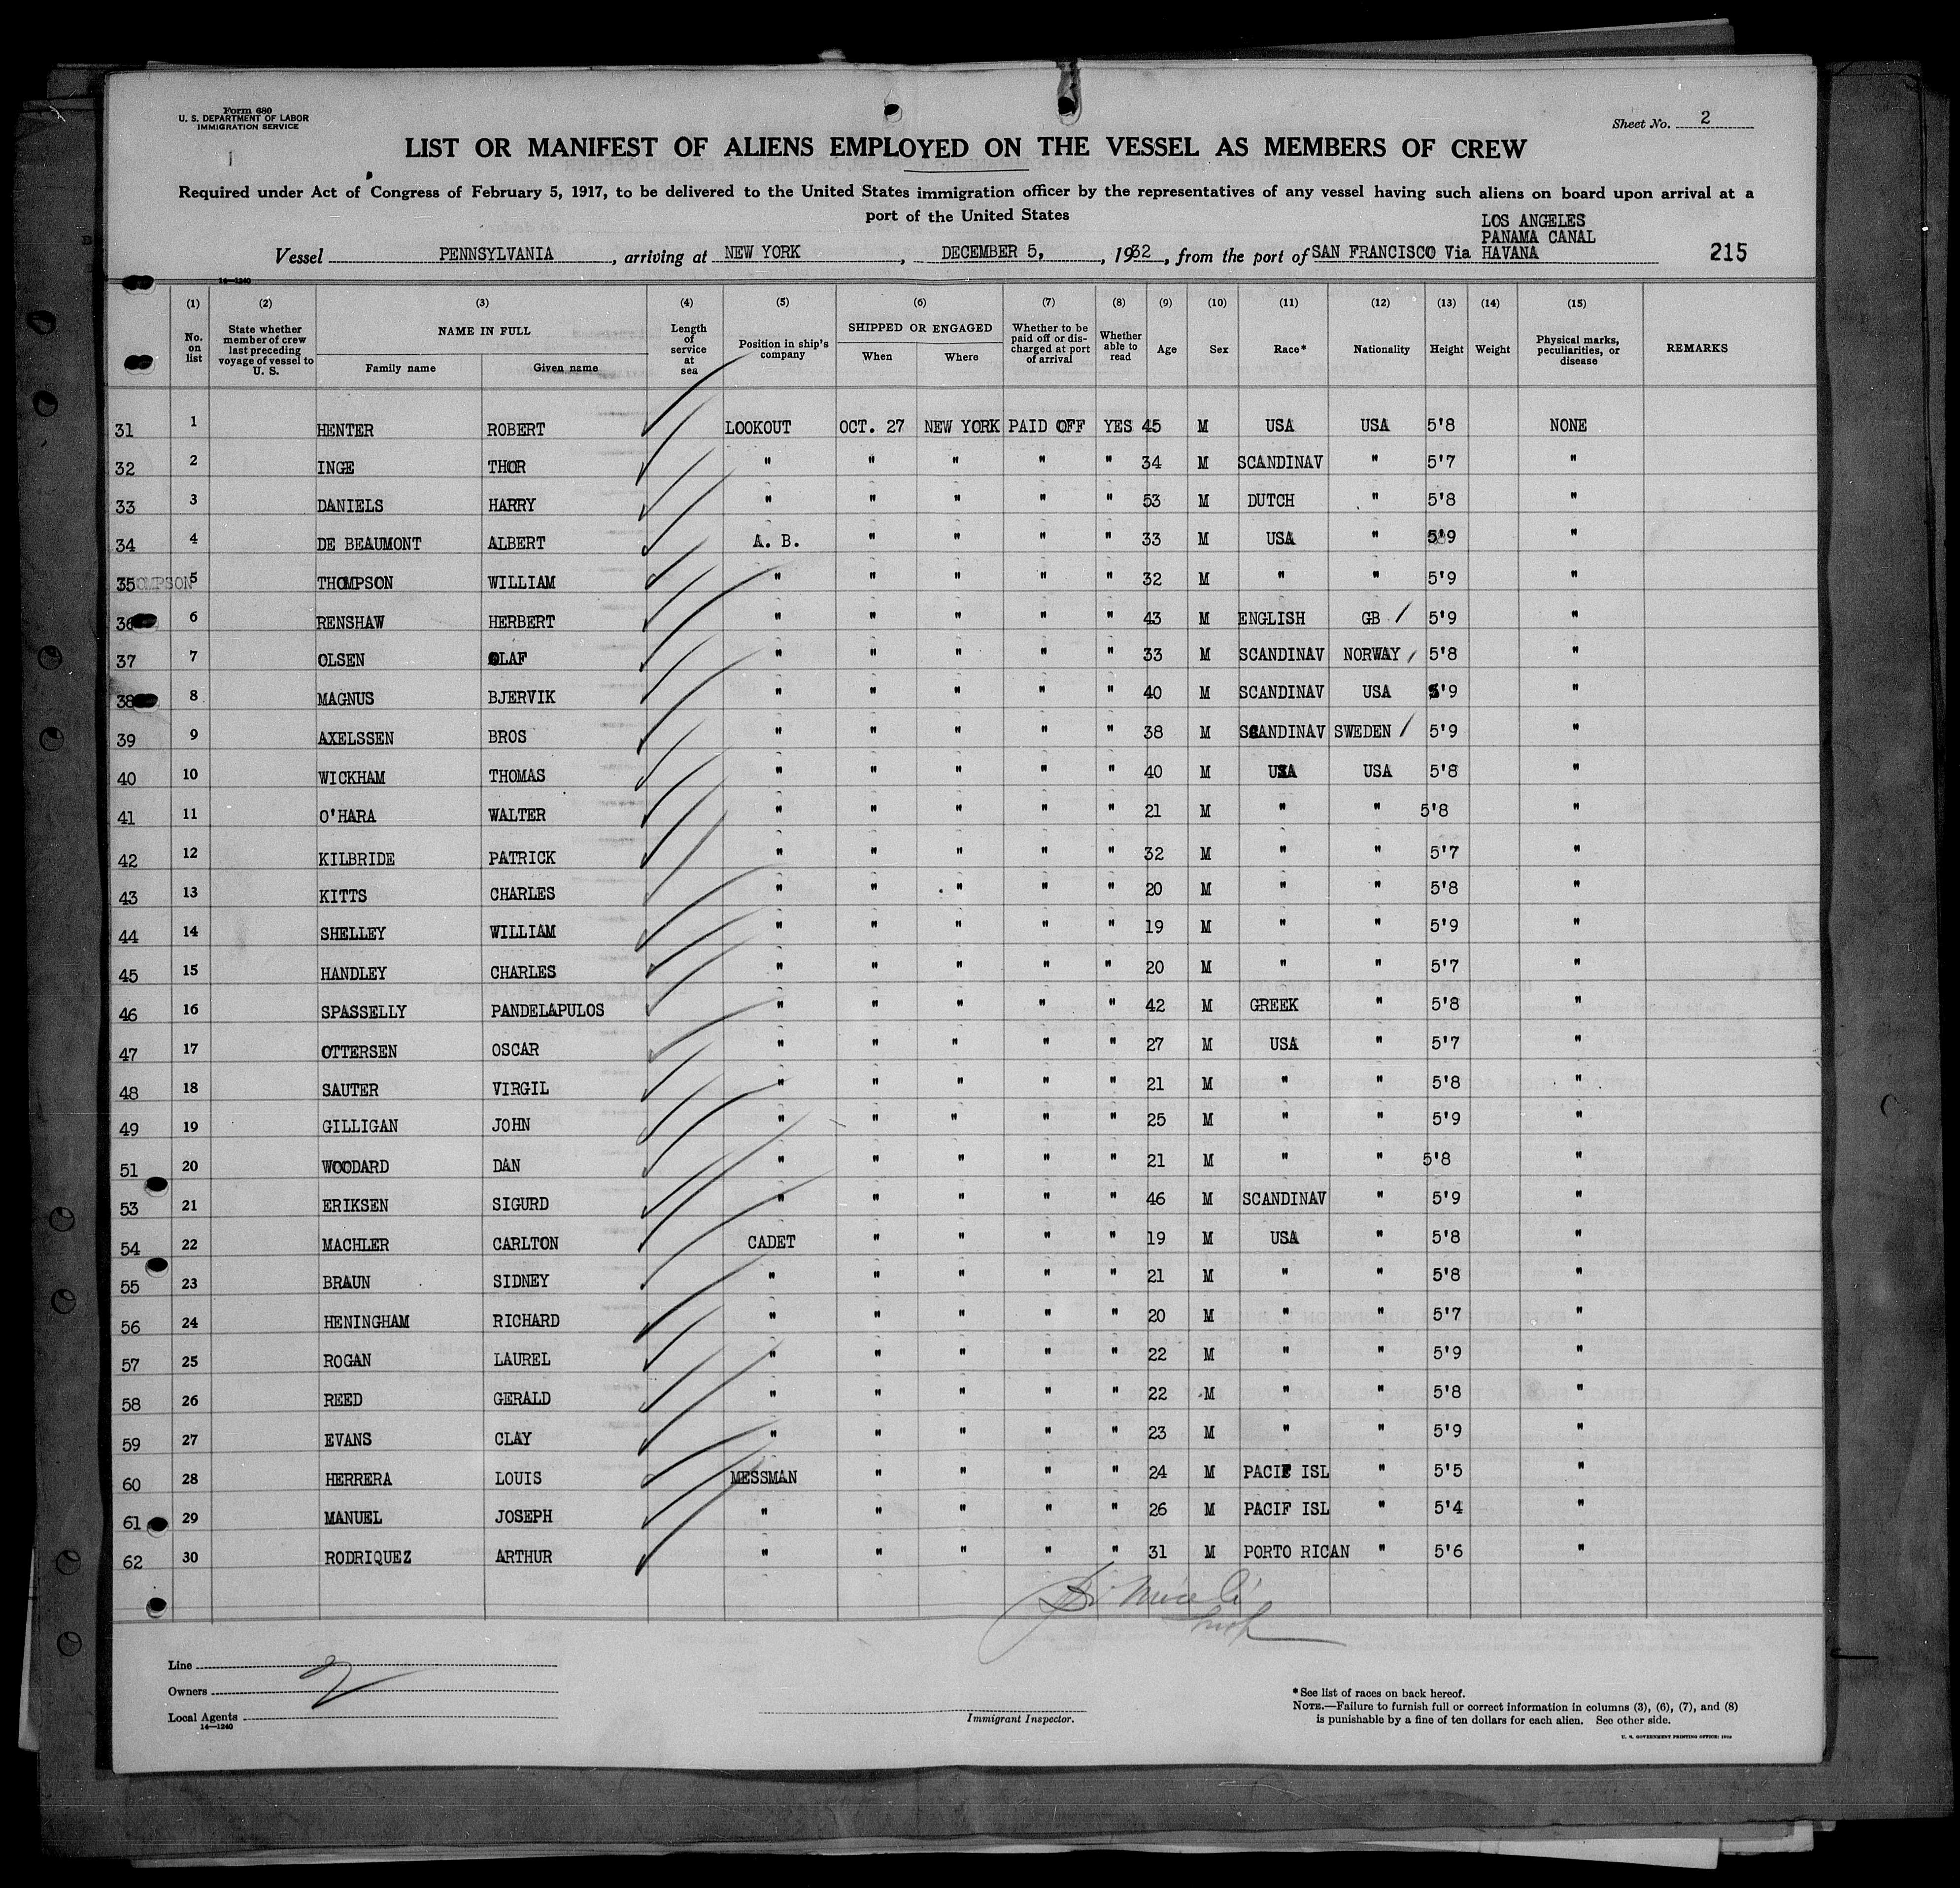 Form 680
U. S. DEPARTMENT OF LABOR
IMMIGRATION SERVICE
Sheet No. 2
LIST OR MANIFEST OF ALIENS EMPLOYED ON THE VESSEL AS MEMBERS OF CREW
Required under Act of Congress of February 5, 1917, to be delivered to the United States immigration officer by the representatives of any vessel having such aliens on board upon arrival at a
port of the United States
LOS ANGELES
PANAMA CANAL
Vessel PENNSYLVANIA, arriving at NEW YORK, DECEMBER 5, 1932, from the port of SAN FRANCISCO Via HAVANA 215
14—1240
(1) (2) (3) (4) (5) (6) (7) (8) (9) (10) (11) (12) (13) (14) (15)
No. on list State whether member of crew last preceding voyage of vessel to U. S. NAME IN FULL Family name Given name Length of service at sea Position in ship's company SHIPPED OR ENGAGED When Where Whether to be paid off or discharged at port of arrival Whether able to read Age Sex Race* Nationality Height Weight Physical marks, peculiarities, or disease REMARKS
31 1 HENTER ROBERT LOOKOUT OCT. 27 NEW YORK PAID OFF YES 45 M USA USA 5'8 NONE
32 2 INGE THOR " " " " " 34 M SCANDINAV " 5'7 "
33 3 DANIELS HARRY " " " " " 53 M DUTCH " 5'8 "
34 4 DE BEAUMONT ALBERT A. B. " " " " 33 M USA " 5'9 "
35 5 THOMPSON WILLIAM " " " " " 32 M " " 5'9 "
36 6 RENSHAW HERBERT " " " " " 43 M ENGLISH GB / 5'9 "
37 7 OLSEN OLAF " " " " " 33 M SCANDINAV NORWAY / 5'8 "
38 8 MAGNUS BJERVIK " " " " " 40 M SCANDINAV USA 5'9 "
39 9 AXELSSEN BROS " " " " " 38 M SCANDINAV SWEDEN / 5'9 "
40 10 WICKHAM THOMAS " " " " " 40 M USA USA 5'8 "
41 11 O'HARA WALTER " " " " " 21 M " " 5'8 "
42 12 KILBRIDE PATRICK " " " " " 32 M " " 5'7 "
43 13 KITTS CHARLES " " " " " 20 M " " 5'8 "
44 14 SHELLEY WILLIAM " " " " " 19 M " " 5'9 "
45 15 HANDLEY CHARLES " " " " " 20 M " " 5'7 "
46 16 SPASSELLY PANDELAPULOS " " " " " 42 M GREEK " 5'8 "
47 17 OTTERSEN OSCAR " " " " " 27 M USA " 5'7 "
48 18 SAUTER VIRGIL " " " " " 21 M " " 5'8 "
49 19 GILLIGAN JOHN " " " " " 25 M " " 5'9 "
51 20 WOODARD DAN " " " " " 21 M " " 5'8 "
53 21 ERIKSEN SIGURD " " " " " 46 M SCANDINAV " 5'9 "
54 22 MACHLER CARLTON CADET " " " " 19 M USA " 5'8 "
55 23 BRAUN SIDNEY " " " " " 21 M " " 5'8 "
56 24 HENINGHAM RICHARD " " " " " 20 M " " 5'7 "
57 25 ROGAN LAUREL " " " " " 22 M " " 5'9 "
58 26 REED GERALD " " " " " 22 M " " 5'8 "
59 27 EVANS CLAY " " " " " 23 M " " 5'9 "
60 28 HERRERA LOUIS MESSMAN " " " " 24 M PACIF ISL " 5'5 "
61 29 MANUEL JOSEPH " " " " " 26 M PACIF ISL " 5'4 "
62 30 RODRIQUEZ ARTHUR " " " " " 31 M PORTO RICAN " 5'6 "
Line
Owners
Local Agents
14—1240
2
Immigrant Inspector.
*See list of races on back hereof.
NOTE.—Failure to furnish full or correct information in columns (3), (6), (7), and (8)
is punishable by a fine of ten dollars for each alien. See other side.
U. S. GOVERNMENT PRINTING OFFICE: